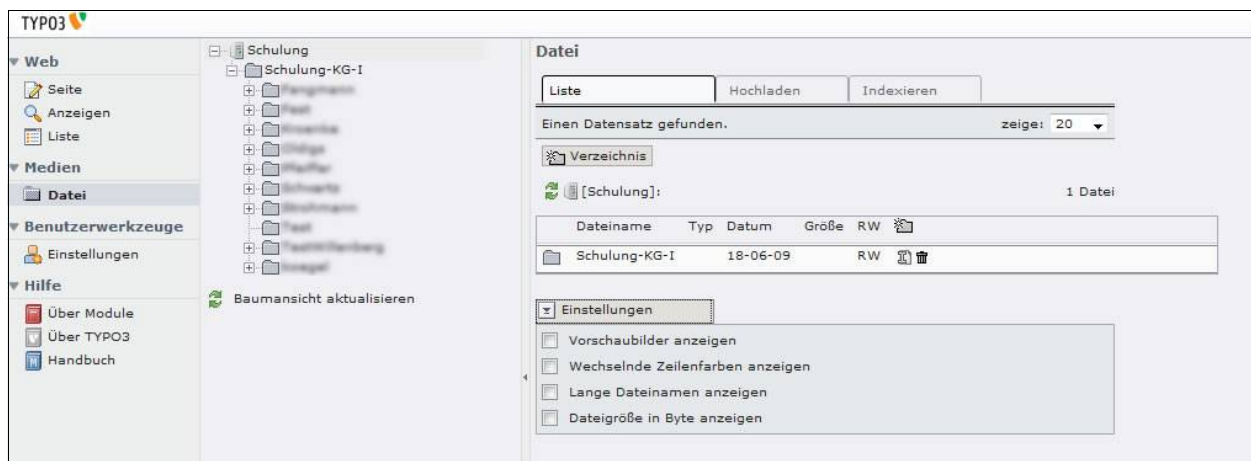 TYPO3
Web
Seite
Anzeigen
Liste
Medien
Datei
Benutzerwerkzeuge
Einstellungen
Hilfe
Über Module
Über TYPO3
Handbuch
Schulung
Schulung-KG-I
Baumansicht aktualisieren
Datei
Liste Hochladen Indexieren
Einen Datensatz gefunden. zeige: 20
Verzeichnis
[Schulung]: 1 Datei
Dateiname Typ Datum Größe RW
Schulung-KG-I 18-06-09 RW
Einstellungen
Vorschaubilder anzeigen
Wechselnde Zeilenfarben anzeigen
Lange Dateinamen anzeigen
Dateigröße in Byte anzeigen